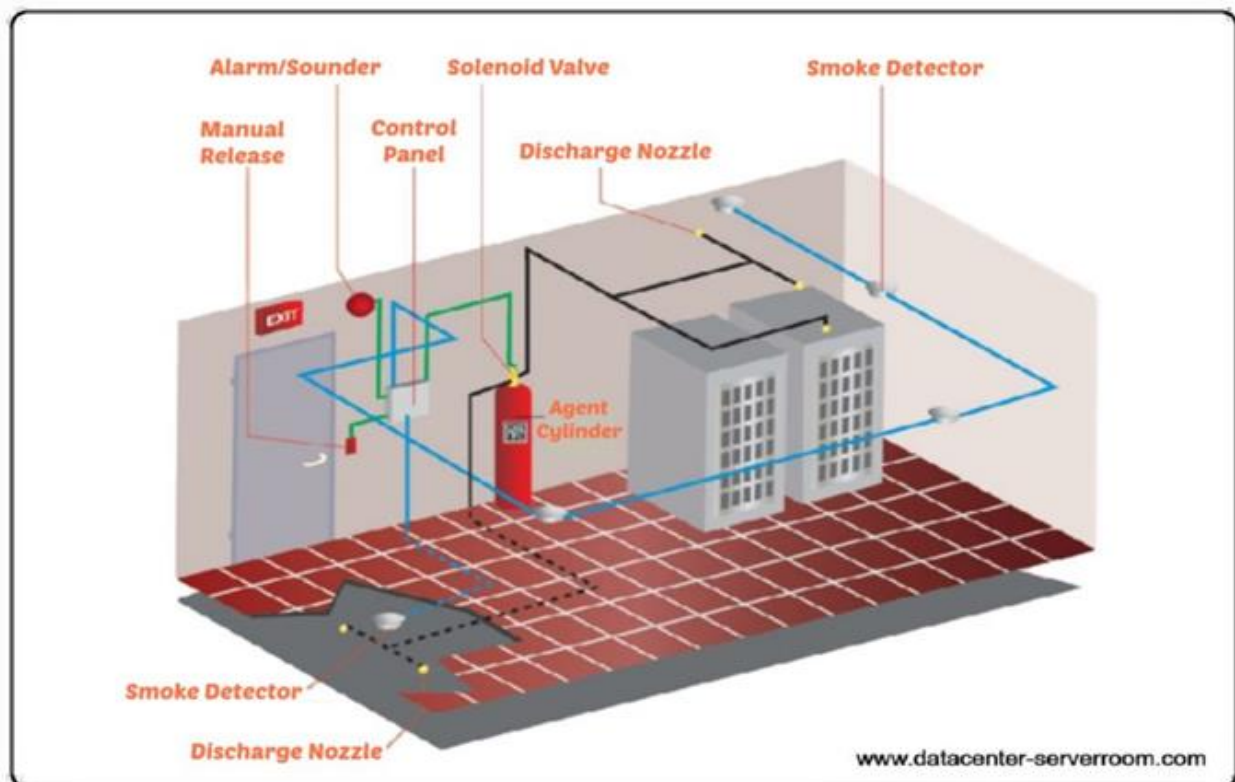 Alarm/Sounder
Solenoid Valve
Smoke Detector
Manual
Release
Control
Panel
Discharge Nozzle
EXIT
Agent
Cylinder
Smoke Detector
Discharge Nozzle
www.datacenter-serverroom.com